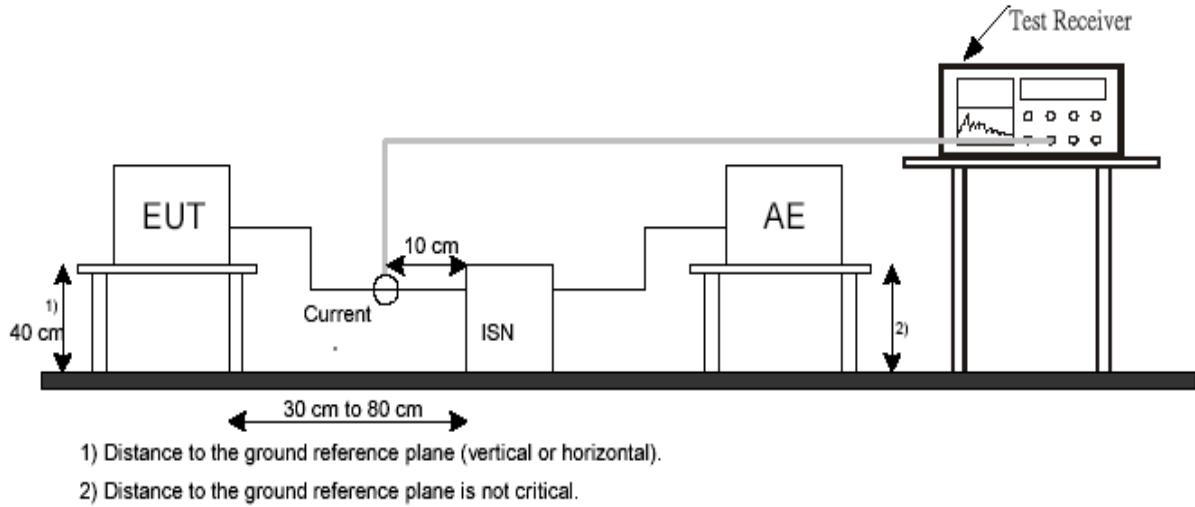 Test Receiver
EUT
AE
10 cm
Current
ISN
1)
40 cm
2)
30 cm to 80 cm
1) Distance to the ground reference plane (vertical or horizontal).
2) Distance to the ground reference plane is not critical.